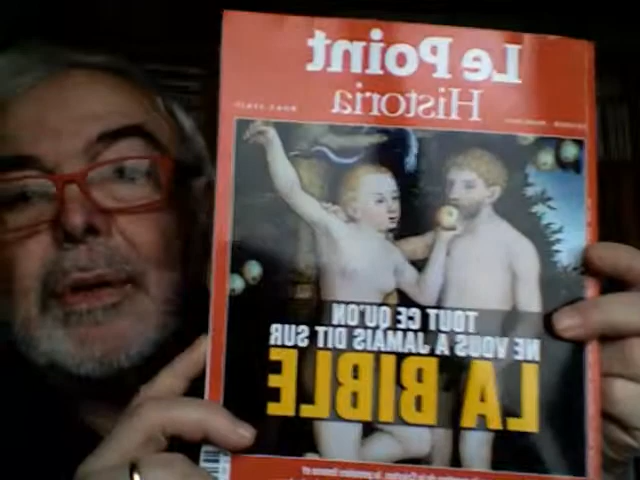 Le Point
Historia
TOUT CE QU'ON
NE VOUS A JAMAIS DIT SUR
LA BIBLE